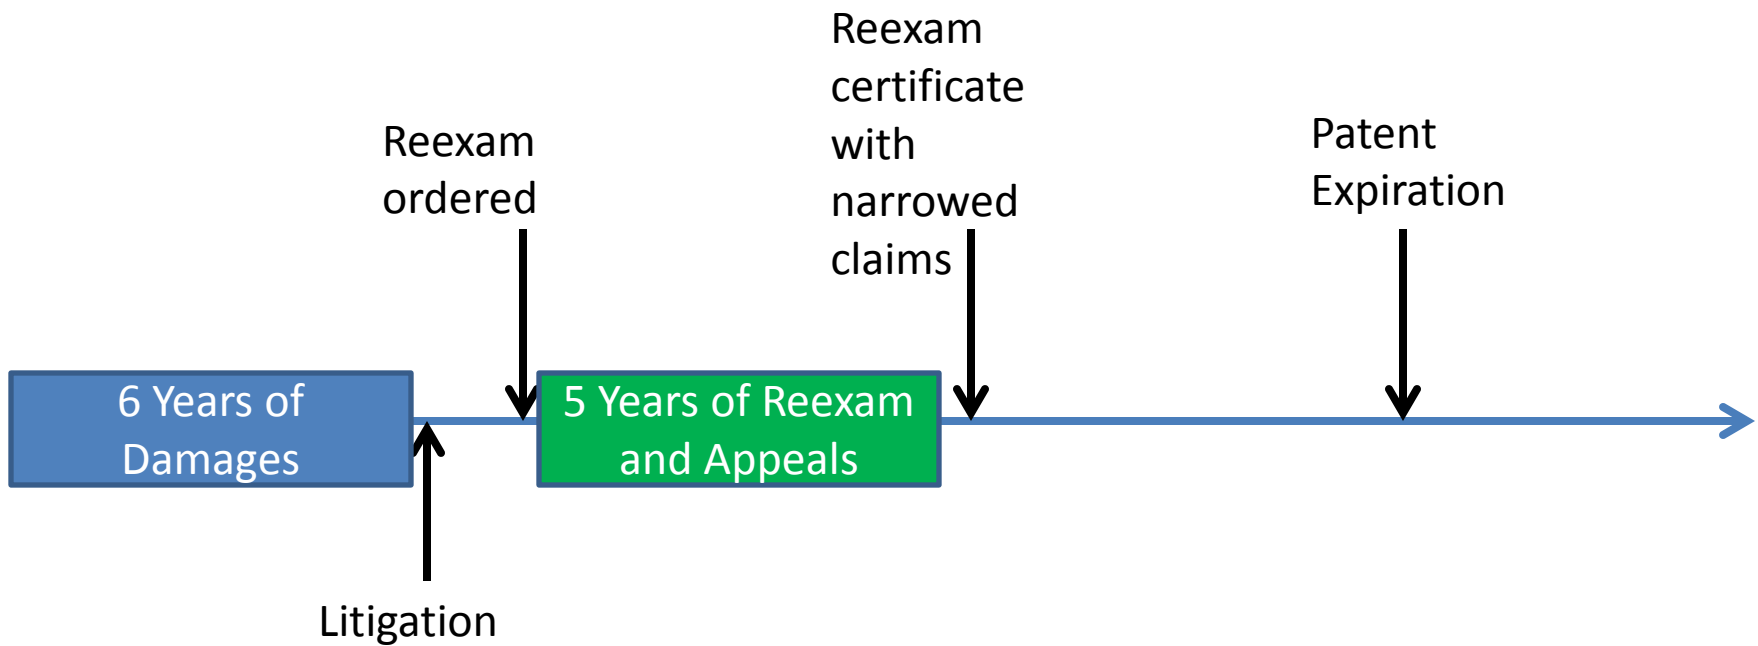 Reexam
ordered
Reexam
certificate
with
narrowed
claims
Patent
Expiration
6 Years of
Damages
5 Years of Reexam
and Appeals
Litigation